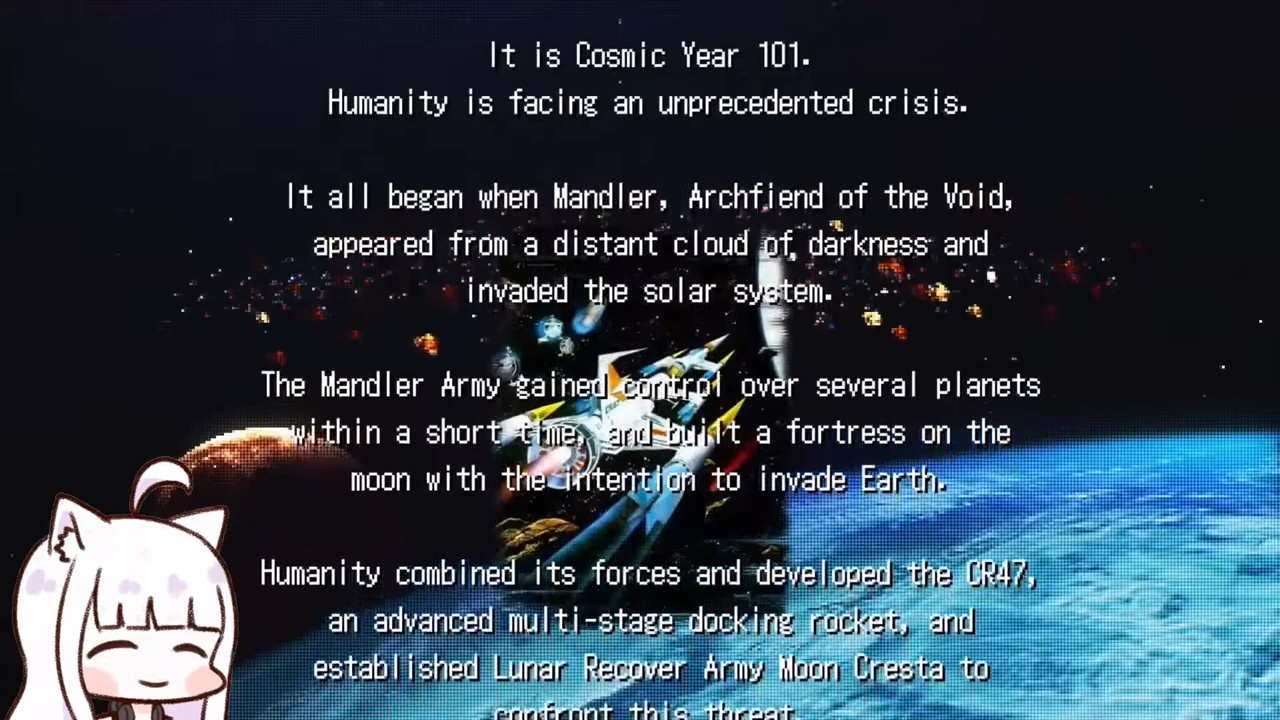 It is Cosmic Year 101.
Humanity is facing an unprecedented crisis.
It all began when Mandler, Archfiend of the Void,
appeared from a distant cloud of darkness and
invaded the solar system.
The Mandler Army gained control over several planets
within a short time, and built a fortress on the
moon with the intention to invade Earth.
Humanity combined its forces and developed the CR47,
an advanced multi-stage docking rocket, and
established Lunar Recover Army Moon Cresta to
confront this threat.